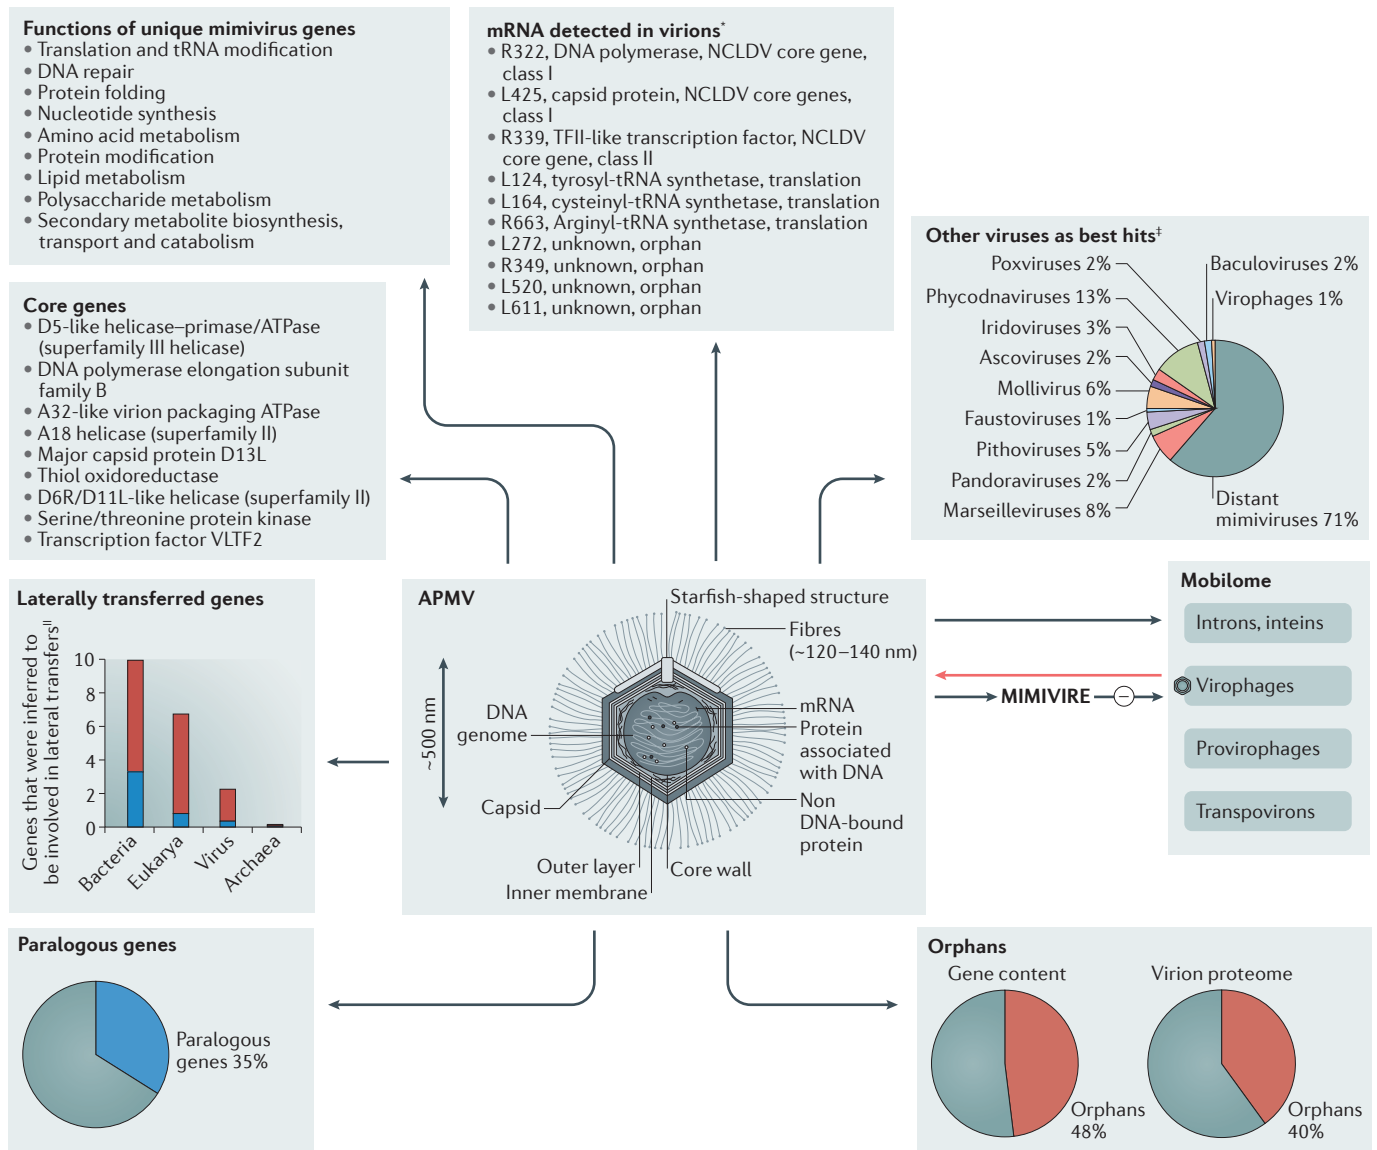 Functions of unique mimivirus genes
• Translation and tRNA modification
• DNA repair
• Protein folding
• Nucleotide synthesis
• Amino acid metabolism
• Protein modification
• Lipid metabolism
• Polysaccharide metabolism
• Secondary metabolite biosynthesis,
transport and catabolism
mRNA detected in virions*
• R322, DNA polymerase, NCLDV core gene,
class I
• L425, capsid protein, NCLDV core genes,
class I
• R339, TFII-like transcription factor, NCLDV
core gene, class II
• L124, tyrosyl-tRNA synthetase, translation
• L164, cysteinyl-tRNA synthetase, translation
• R663, Arginyl-tRNA synthetase, translation
• L272, unknown, orphan
• R349, unknown, orphan
• L520, unknown, orphan
• L611, unknown, orphan
Other viruses as best hits‡
Poxviruses 2%
Baculoviruses 2%
Phycodnaviruses 13%
Virophages 1%
Iridoviruses 3%
Ascoviruses 2%
Mollivirus 6%
Faustoviruses 1%
Pithoviruses 5%
Pandoraviruses 2%
Marseilleviruses 8%
Distant
mimiviruses 71%
Core genes
• D5-like helicase–primase/ATPase
(superfamily III helicase)
• DNA polymerase elongation subunit
family B
• A32-like virion packaging ATPase
• A18 helicase (superfamily II)
• Major capsid protein D13L
• Thiol oxidoreductase
• D6R/D11L-like helicase (superfamily II)
• Serine/threonine protein kinase
• Transcription factor VLTF2
Laterally transferred genes
Genes that were inferred to
be involved in lateral transfers||
10
8
6
4
2
0
Bacteria
Eukarya
Virus
Archaea
APMV
Starfish-shaped structure
Fibres
(~120–140 nm)
~500 nm
DNA
genome
mRNA
Protein
associated
with DNA
Capsid
Non
DNA-bound
protein
Outer layer
Core wall
Inner membrane
MIMIVIRE
−
Mobilome
Introns, inteins
Virophages
Provirophages
Transpovirons
Paralogous genes
Paralogous
genes 35%
Orphans
Gene content
Virion proteome
Orphans
48%
Orphans
40%